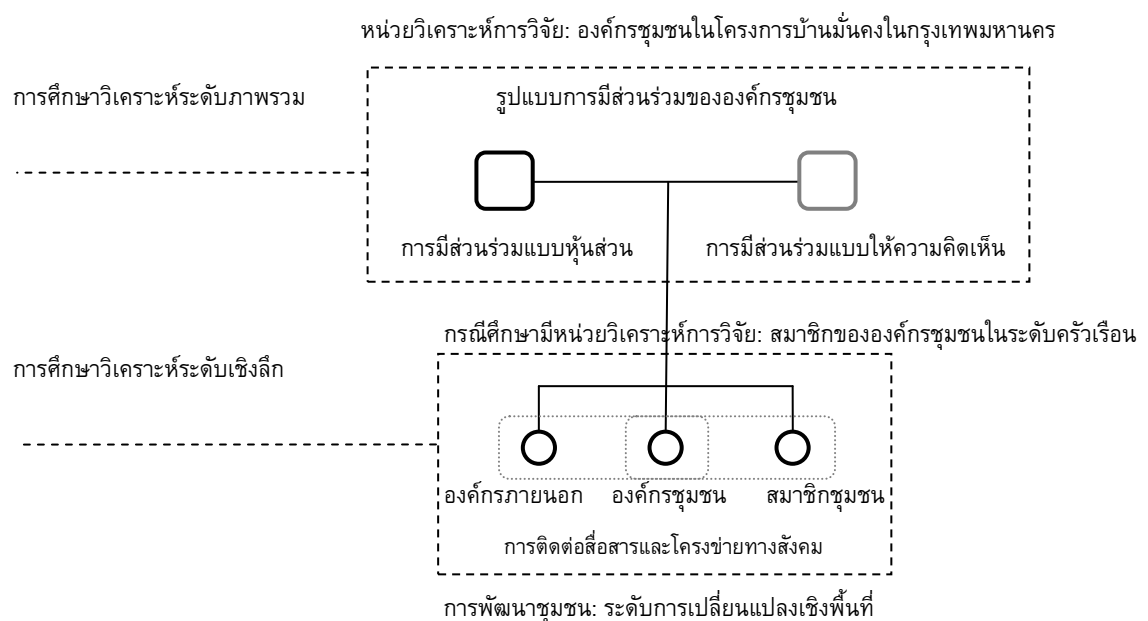 หน่วยวิเคราะห์การวิจัย: องค์กรชุมชนในโครงการบ้านมั่นคงในกรุงเทพมหานคร
การศึกษาวิเคราะห์ระดับภาพรวม
รูปแบบการมีส่วนร่วมขององค์กรชุมชน
การมีส่วนร่วมแบบหุ้นส่วน
การมีส่วนร่วมแบบให้ความคิดเห็น
กรณีศึกษามีหน่วยวิเคราะห์การวิจัย: สมาชิกขององค์กรชุมชนในระดับครัวเรือน
การศึกษาวิเคราะห์ระดับเชิงลึก
องค์กรภายนอก
องค์กรชุมชน
สมาชิกชุมชน
การติดต่อสื่อสารและโครงข่ายทางสังคม
การพัฒนาชุมชน: ระดับการเปลี่ยนแปลงเชิงพื้นที่